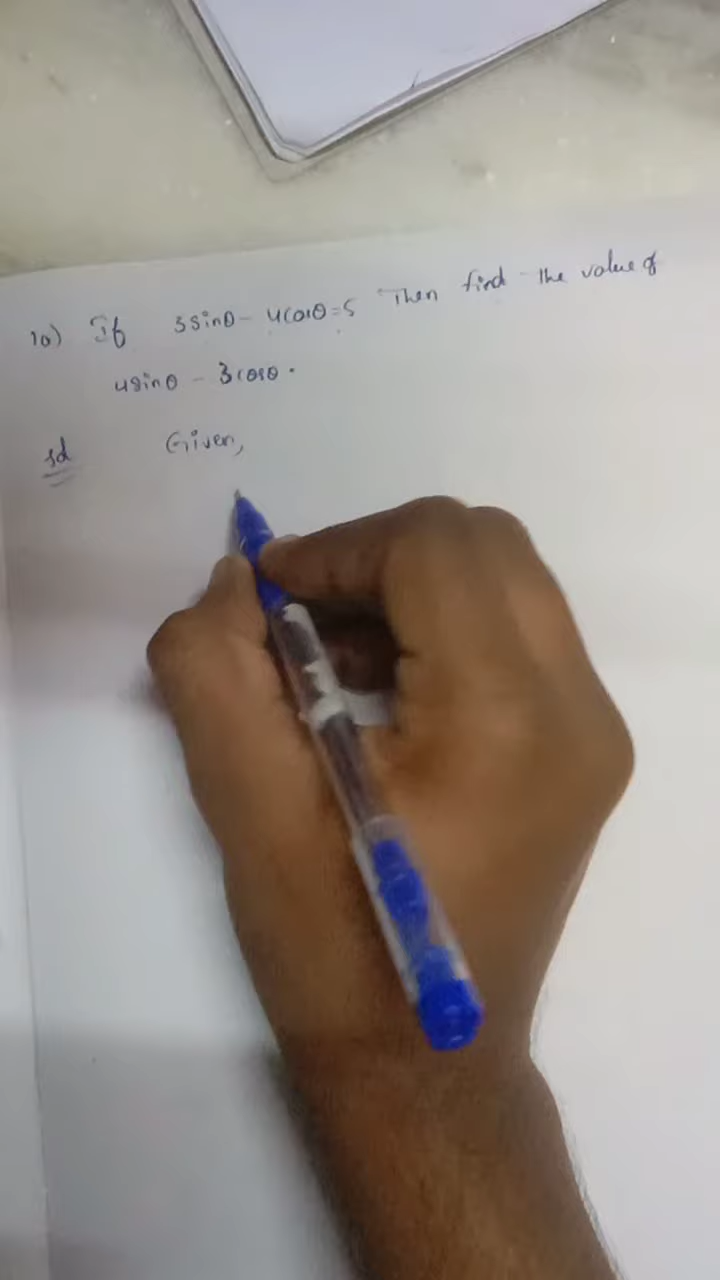 10) If 3sinθ - 4cosθ=5 Then find the value of
4sinθ - 3cosθ.
Sol Given,